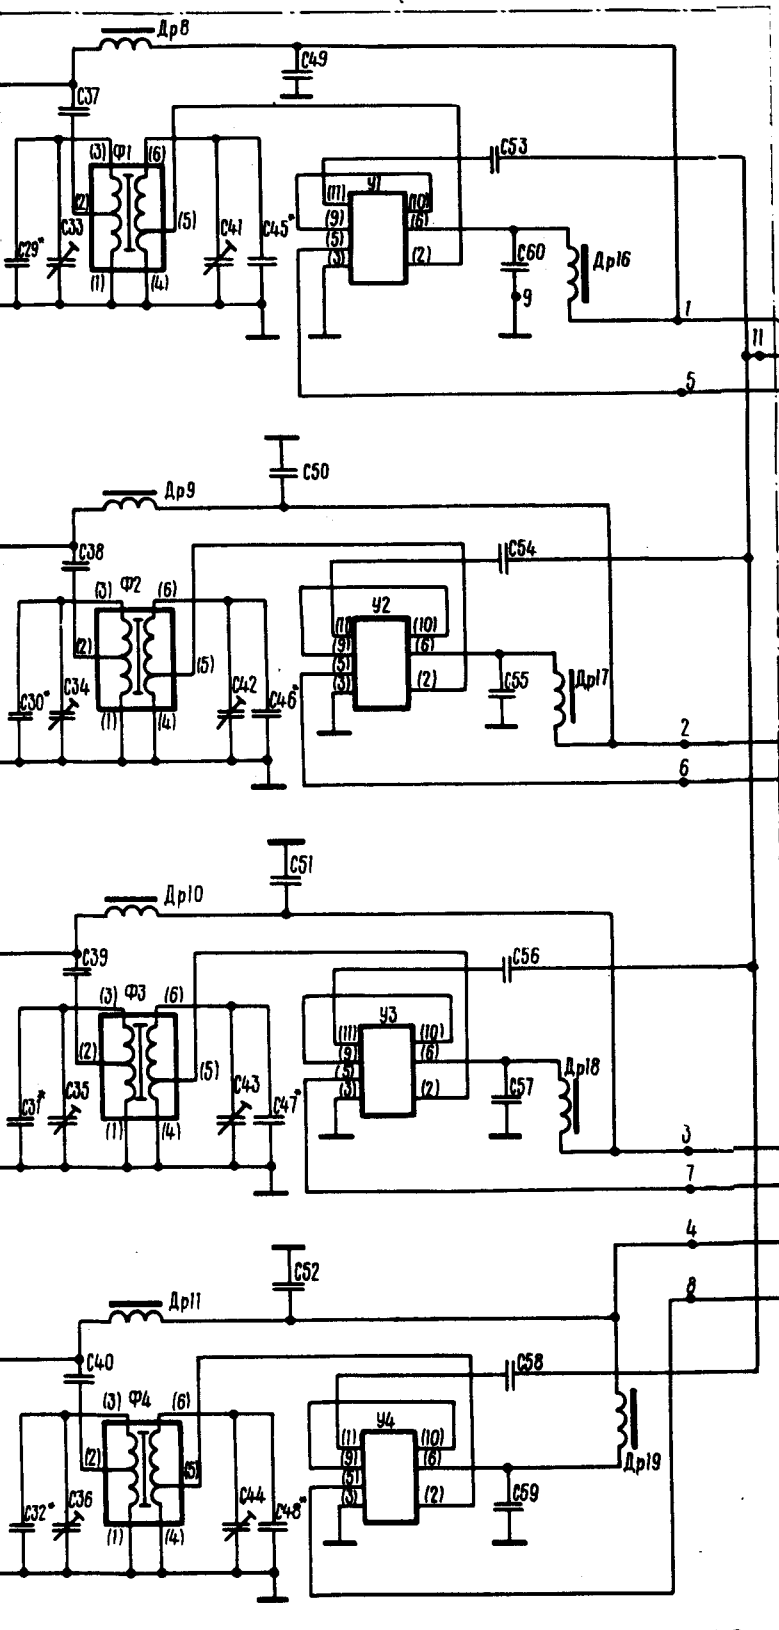 Др8
С49
С37
С53
(3) Ф1 (6)
У1
(11) (10)
(2) (5) (9) (6)
С29* С33 С41 С45* (5) С60 Др16
(3) (2)
(1) (4)
9
1
11
5
С50
Др9
С38 С54
(3) Ф2 (6)
У2
(11 (10)
(2) (9) (6)
(5) (5)
С30* С34 С42 С46* (3) (2) С55 Др17
(1) (4)
2
6
С51
Др10
С39 С56
(3) Ф3 (6)
У3
(11) (10)
(2) (9) (6)
(5) (5) Др18
С31* С35 С43 С47* (3) (2) С57
(1) (4)
3
7
4
С52 8
Др11
С40 С58
(3) Ф4 (6)
У4
(1) (10)
(2) (9) (6)
(5) (5) Др19
С32* С36 С44 С48* (3) (2) С69
(1) (4)